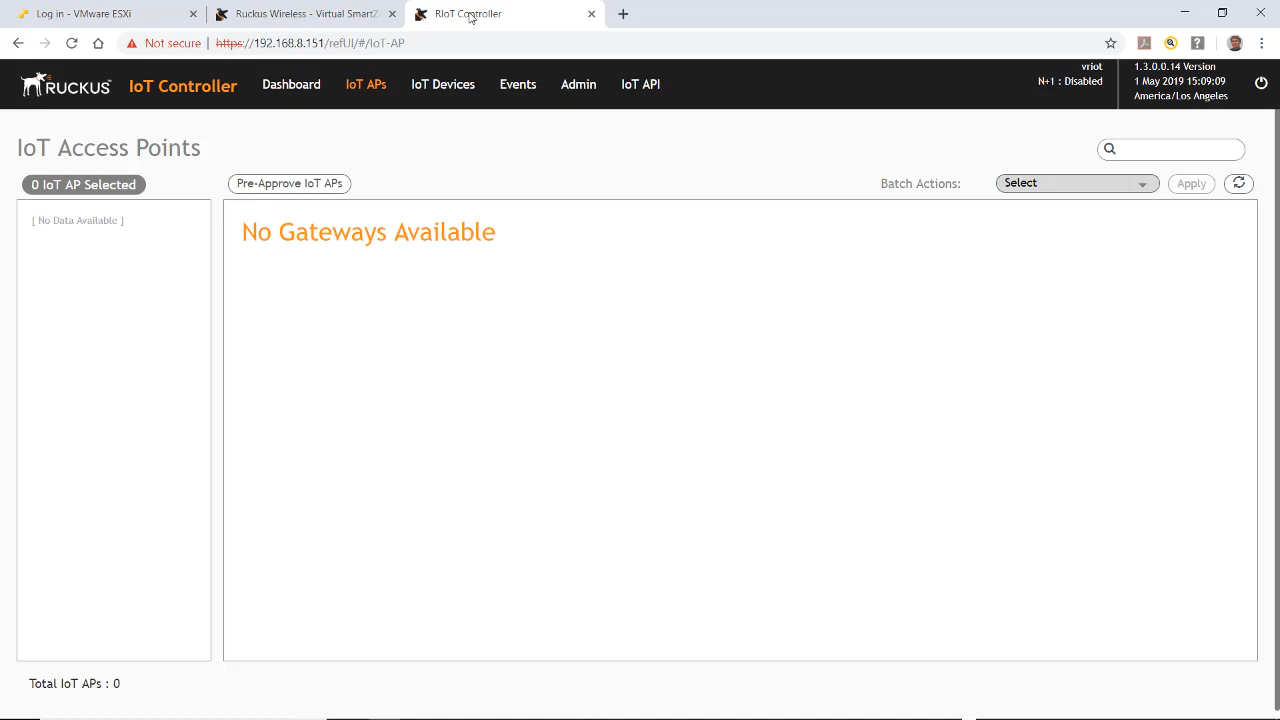 Log in - VMware ESXi
Ruckus Wireless - Virtual SmartZ
RIoT Controller
Not secure
https://192.168.8.151/refUI/#/IoT-AP
RUCKUS
IoT Controller
Dashboard
IoT APs
IoT Devices
Events
Admin
IoT API
vriot
N+1 : Disabled
1.3.0.0.14 Version
1 May 2019 15:09:09
America/Los Angeles
IoT Access Points
0 IoT AP Selected
Pre-Approve IoT APs
Batch Actions:
Select
Apply
[ No Data Available ]
No Gateways Available
Total IoT APs : 0